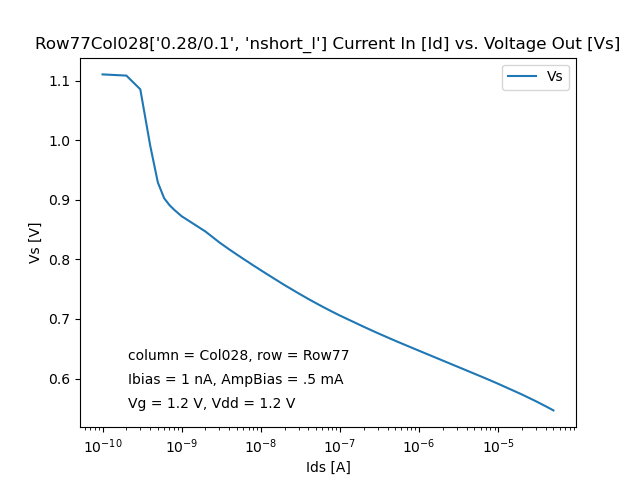 Row77Col028['0.28/0.1', 'nshort_l'] Current In [Id] vs. Voltage Out [Vs]
Vs
1.1
1.0
0.9
0.8
0.7
0.6
Vs [V]
column = Col028, row = Row77
Ibias = 1 nA, AmpBias = .5 mA
Vg = 1.2 V, Vdd = 1.2 V
10⁻¹⁰ 10⁻⁹ 10⁻⁸ 10⁻⁷ 10⁻⁶ 10⁻⁵
Ids [A]